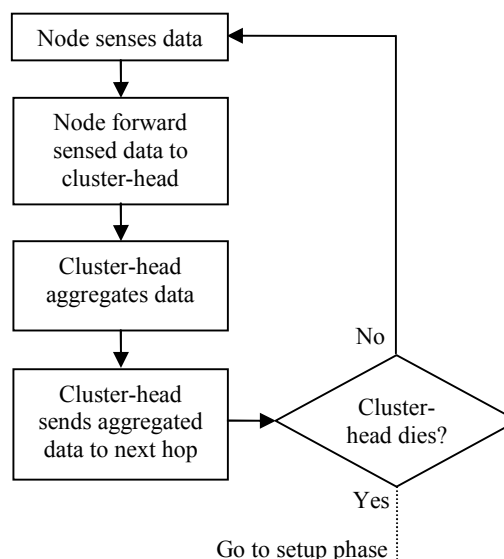 Node senses data
Node forward
sensed data to
cluster-head
Cluster-head
aggregates data
Cluster-head
sends aggregated
data to next hop
No
Cluster-
head dies?
Yes
Go to setup phase